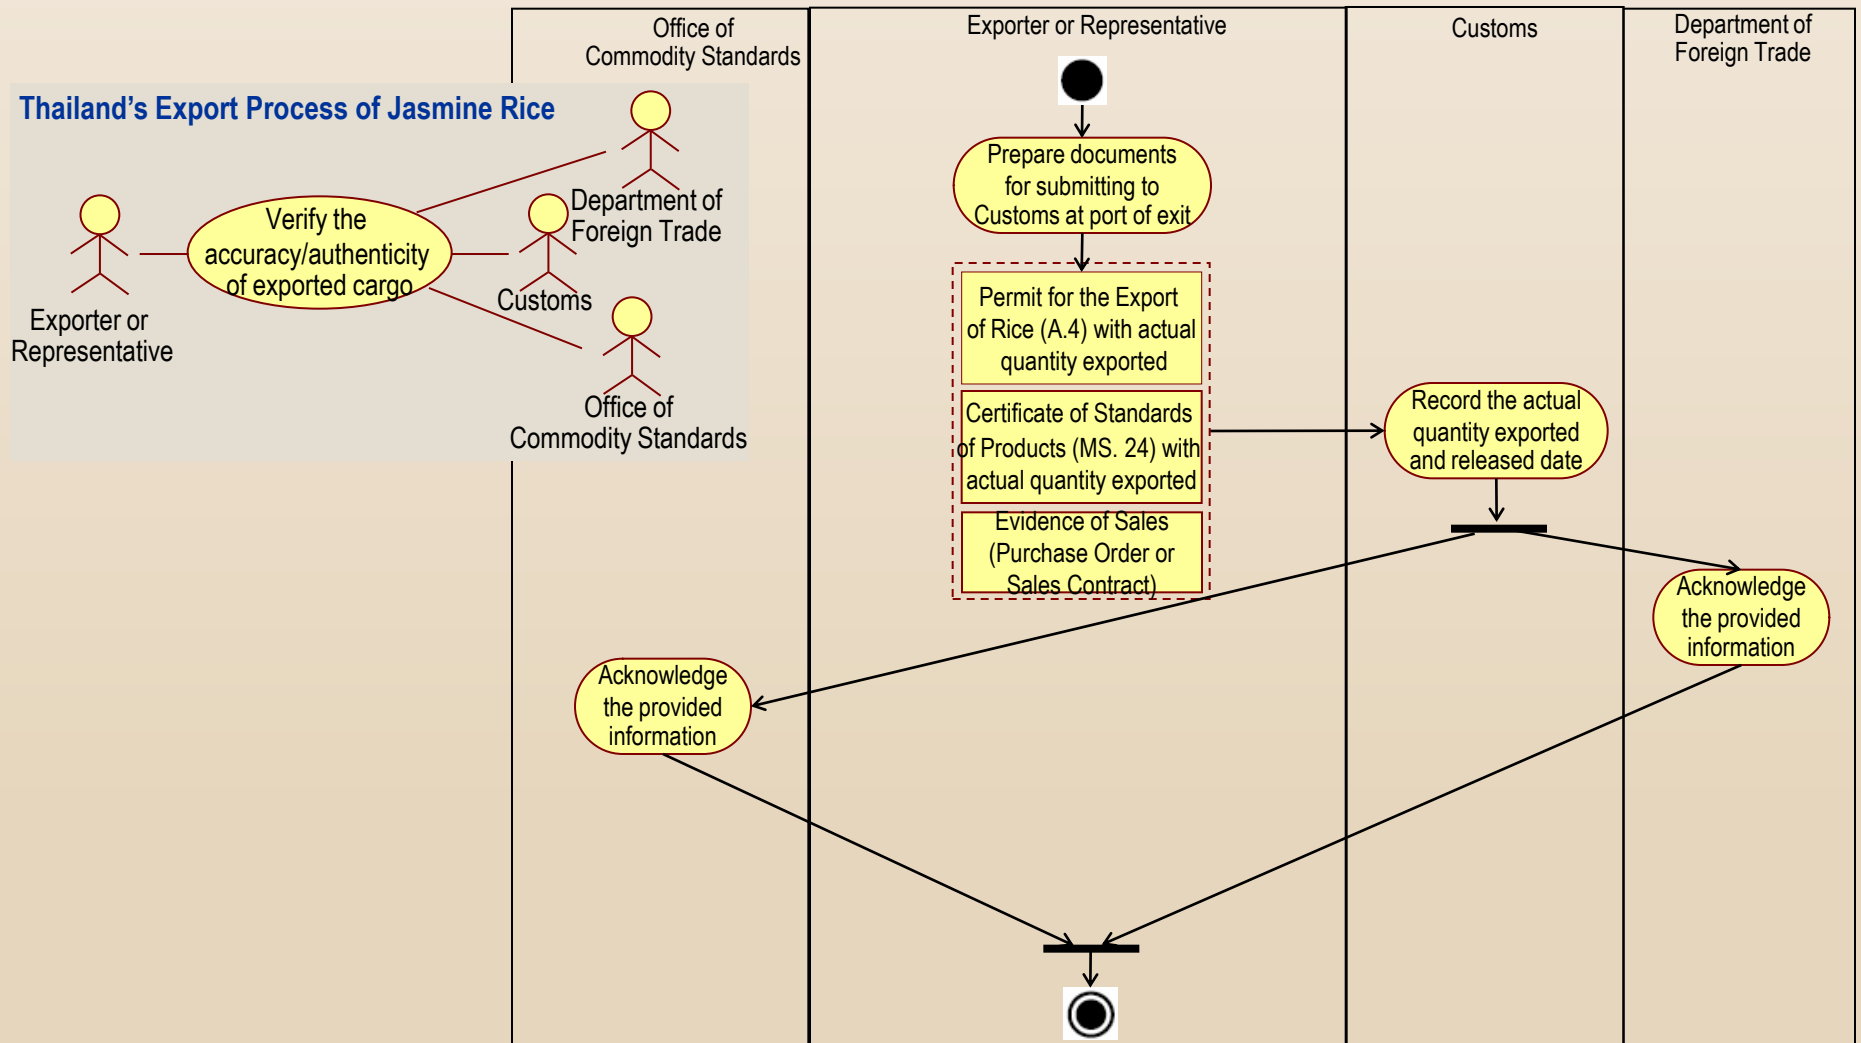 Thailand’s Export Process of Jasmine Rice
Exporter or
Representative
Verify the
accuracy/authenticity
of exported cargo
Department of
Foreign Trade
Customs
Office of
Commodity Standards
Office of
Commodity Standards
Exporter or Representative
Customs
Department of
Foreign Trade
Prepare documents
for submitting to
Customs at port of exit
Permit for the Export
of Rice (A.4) with actual
quantity exported
Certificate of Standards
of Products (MS. 24) with
actual quantity exported
Evidence of Sales
(Purchase Order or
Sales Contract)
Record the actual
quantity exported
and released date
Acknowledge
the provided
information
Acknowledge
the provided
information